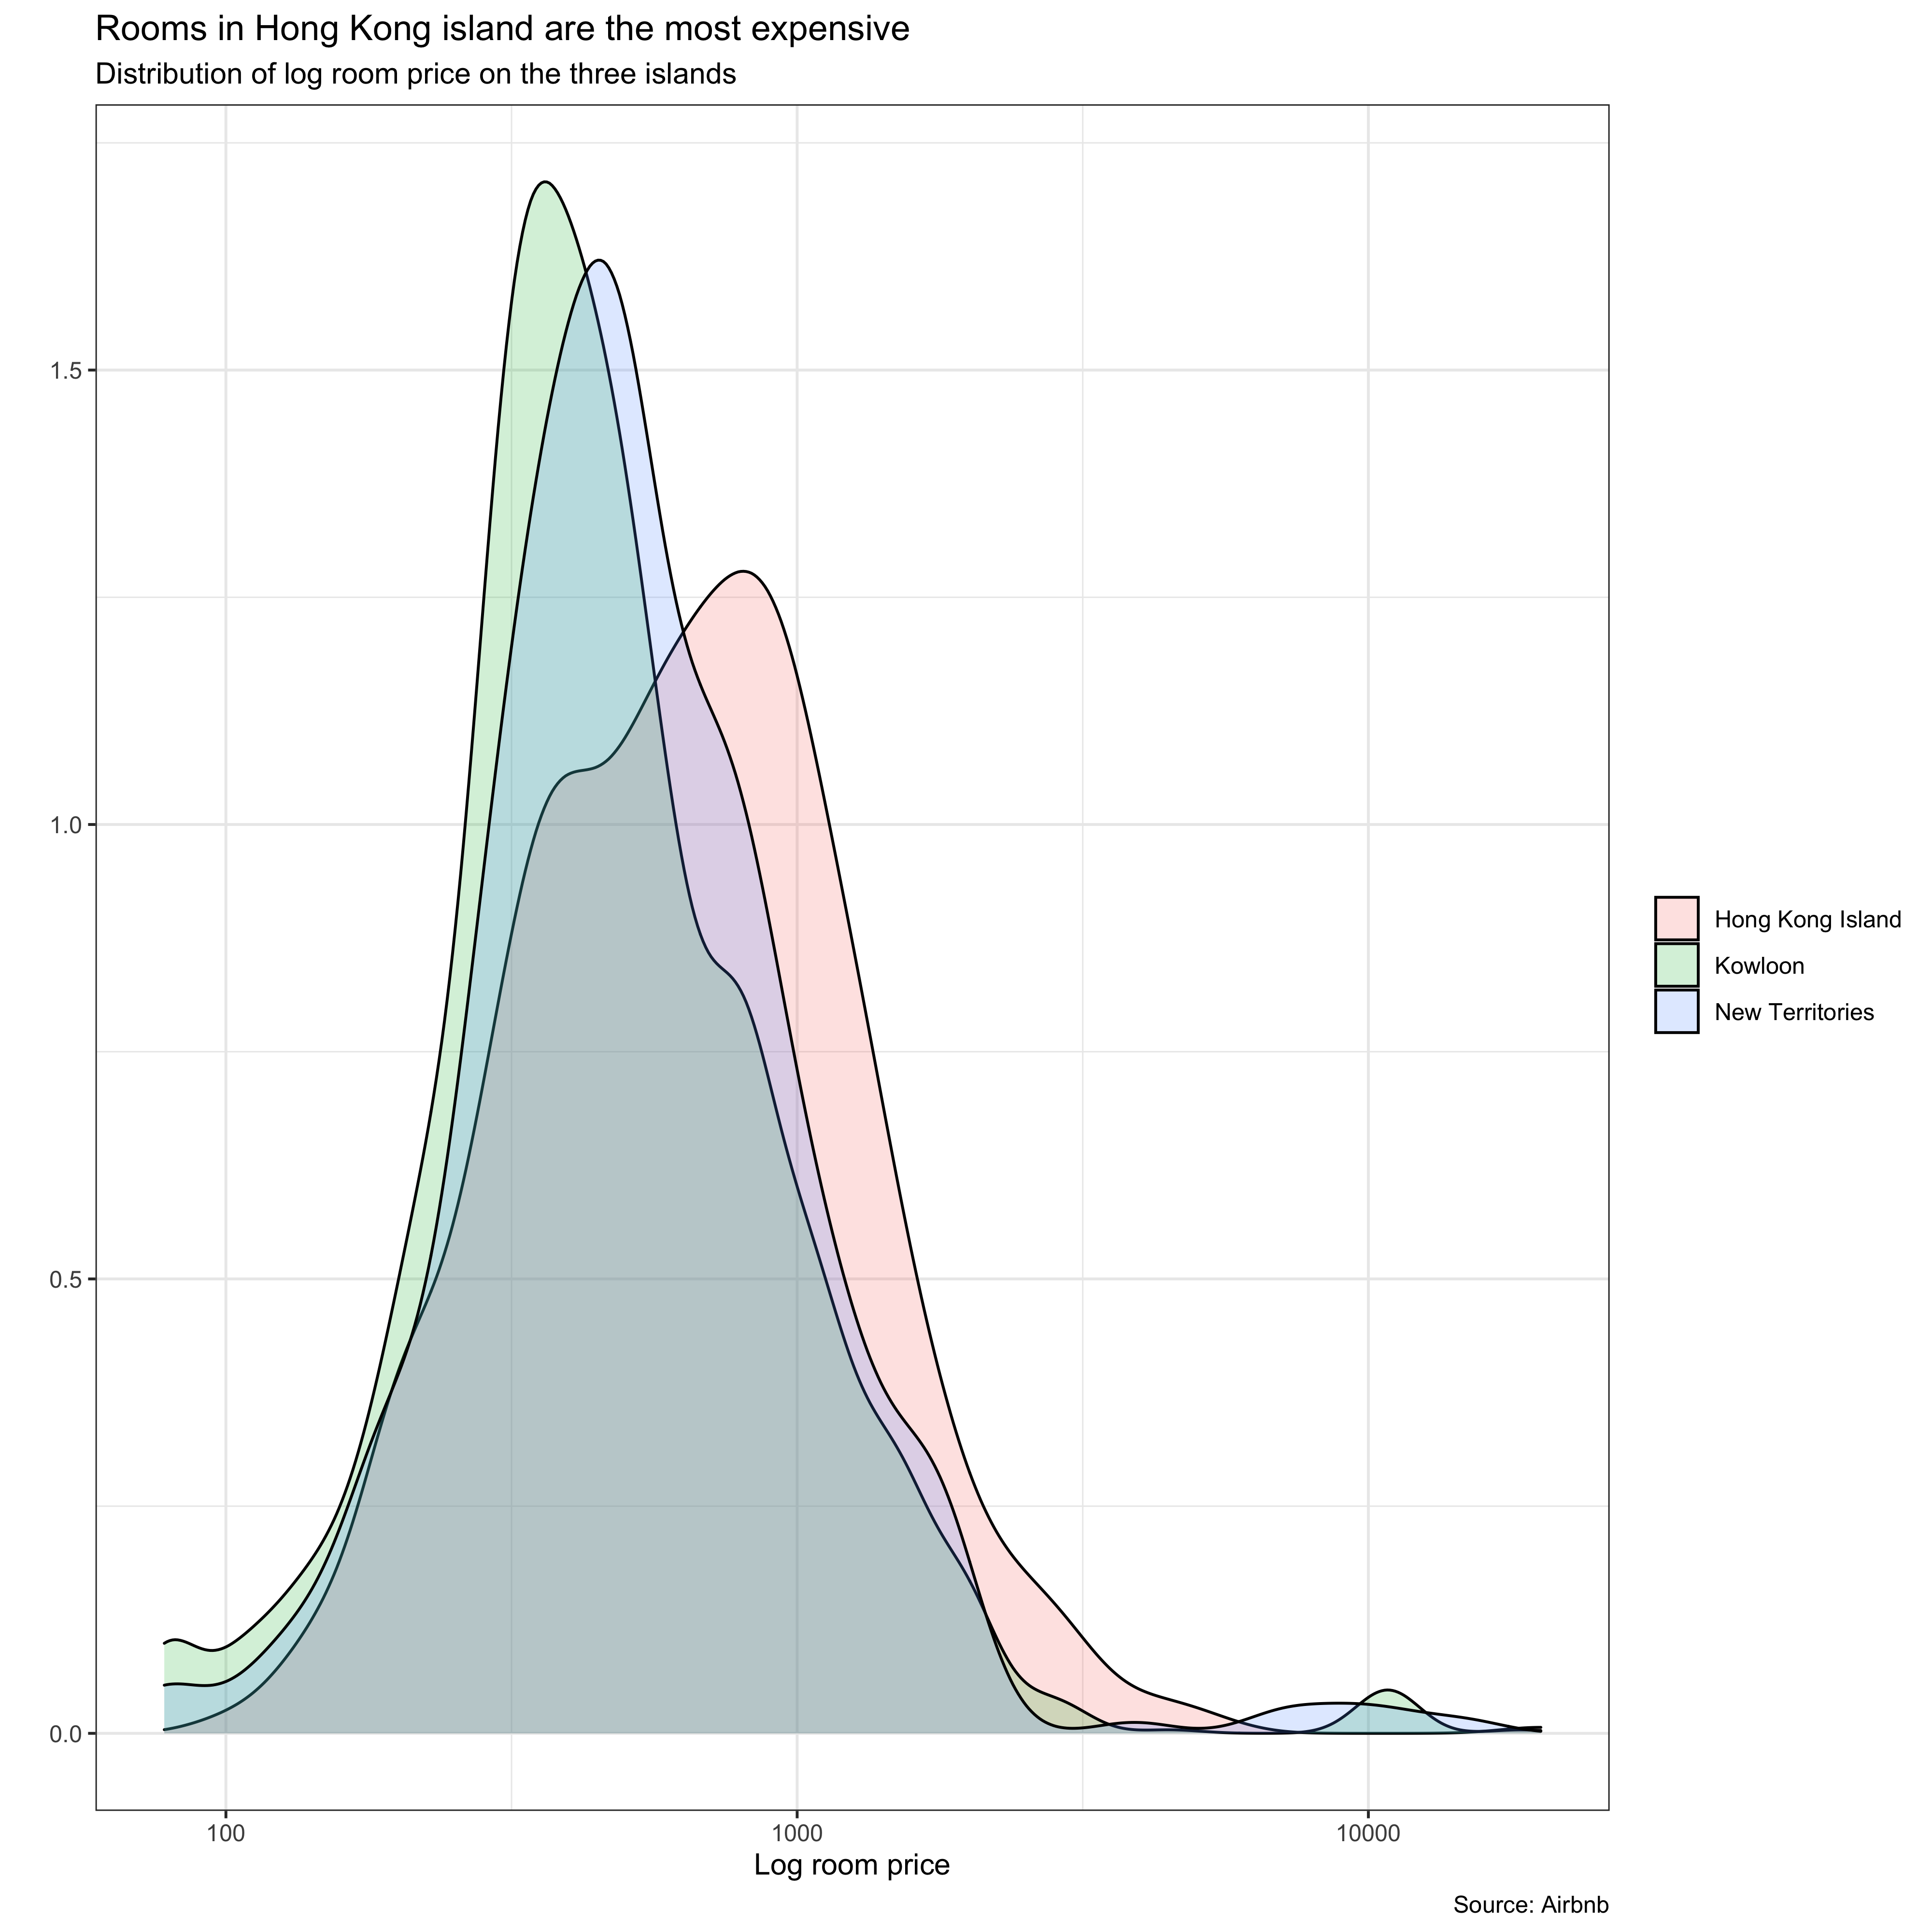 Rooms in Hong Kong island are the most expensive
Distribution of log room price on the three islands
1.5
1.0
0.5
0.0
100 1000 10000
Log room price
Hong Kong Island
Kowloon
New Territories
Source: Airbnb